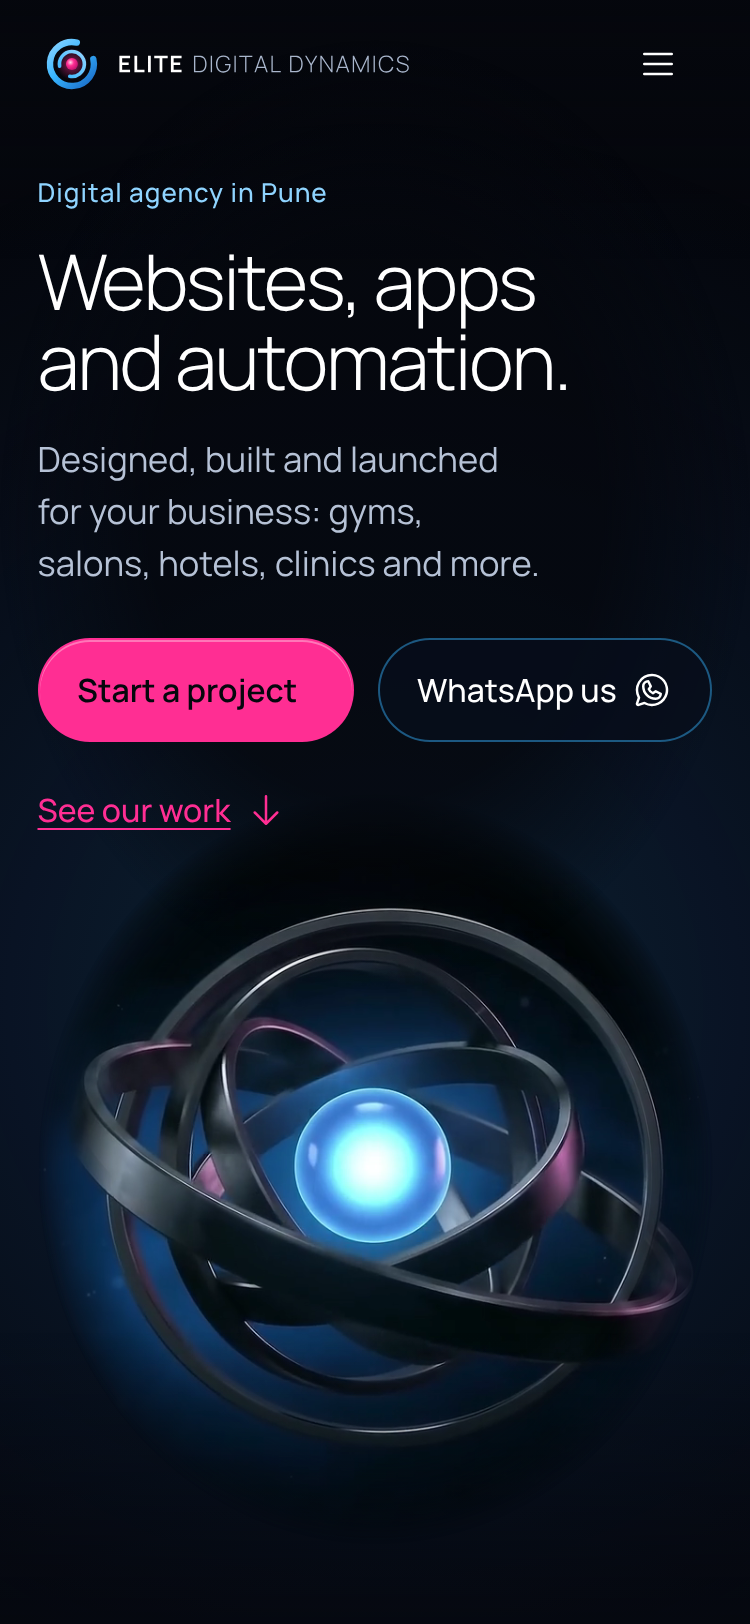 ELITE DIGITAL DYNAMICS
Digital agency in Pune
Websites, apps
and automation.
Designed, built and launched
for your business: gyms,
salons, hotels, clinics and more.
Start a project
WhatsApp us
See our work